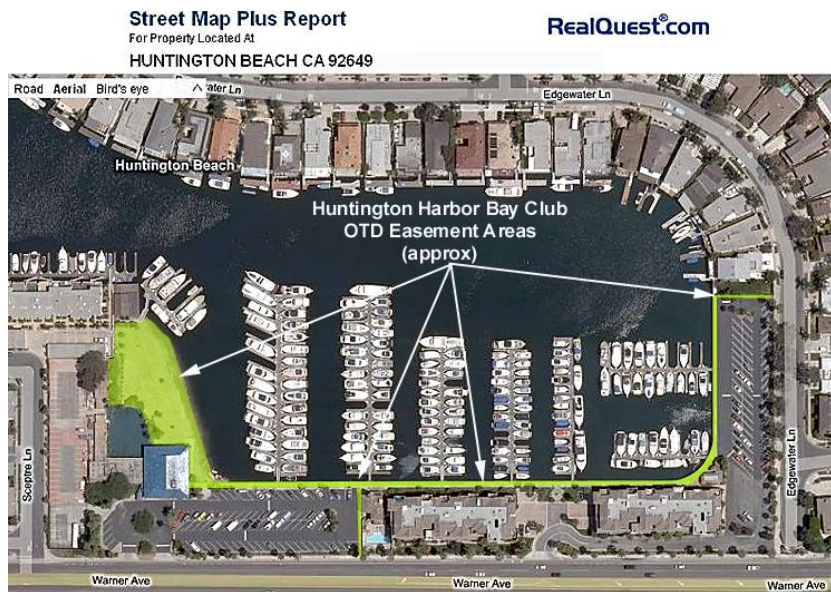 Street Map Plus Report
For Property Located At
RealQuest.com
HUNTINGTON BEACH CA 92649
Road Aerial Bird's eye
water Ln
Edgewater Ln
Huntington Beach
Huntington Harbor Bay Club
OTD Easement Areas
(approx)
Sceptre Ln
Edgewater Ln
Warner Ave
Warner Ave
Warner Ave